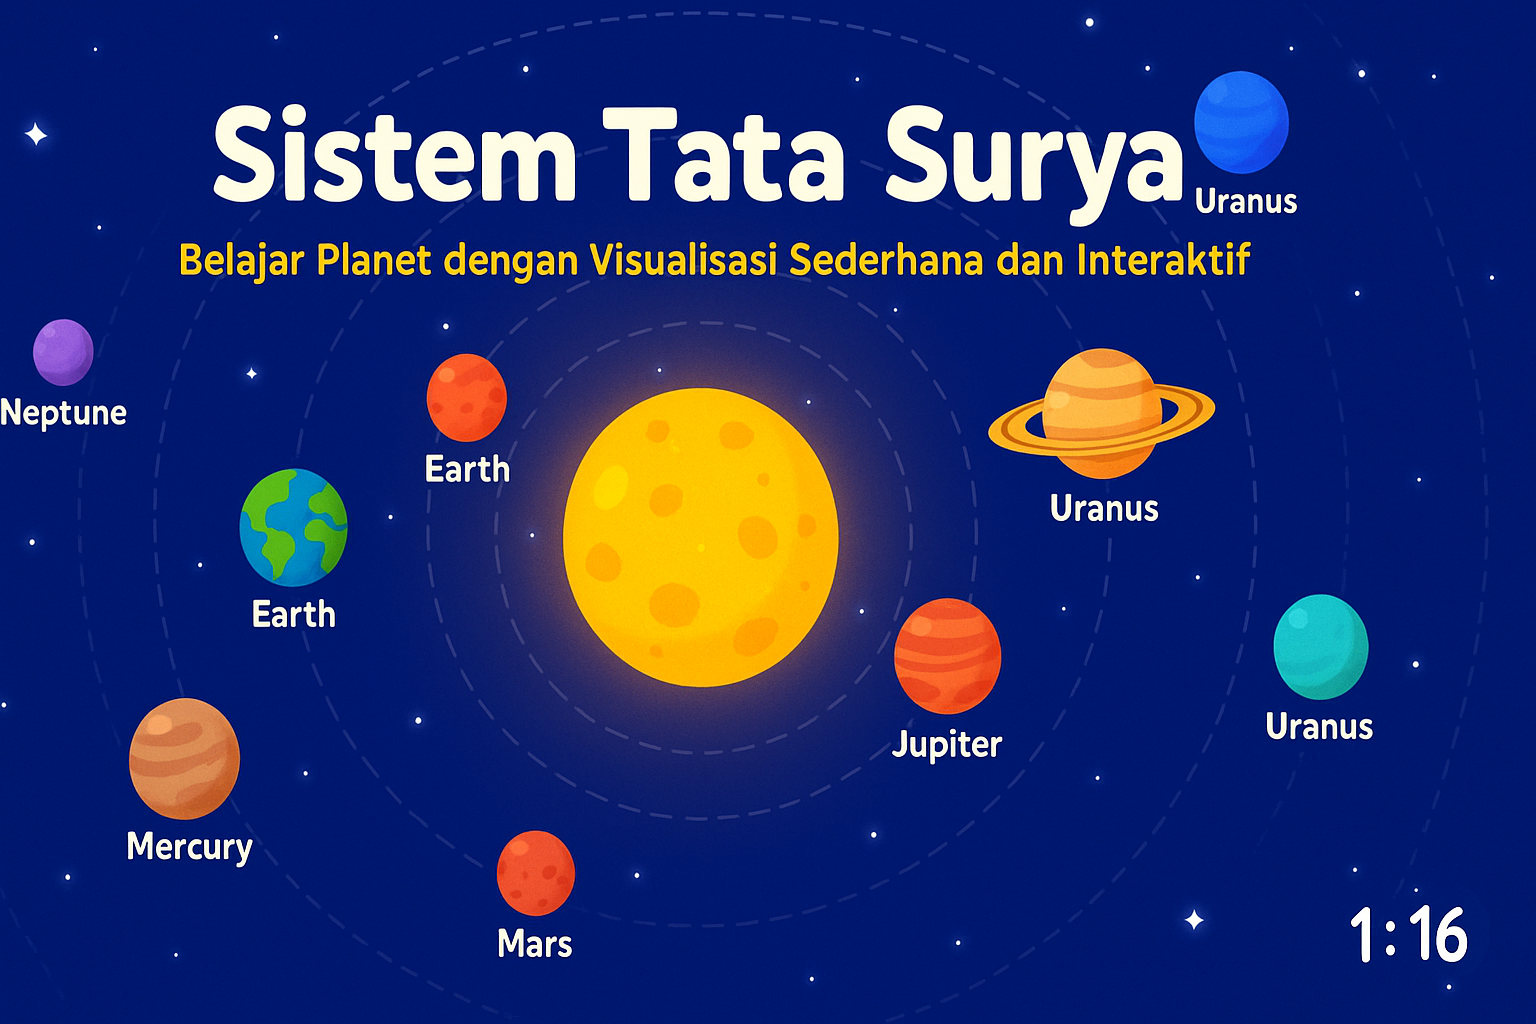 Sistem Tata Surya
Uranus
Belajar Planet dengan Visualisasi Sederhana dan Interaktif
Neptune
Earth
Uranus
Earth
Uranus
Jupiter
Mercury
Mars
1:16